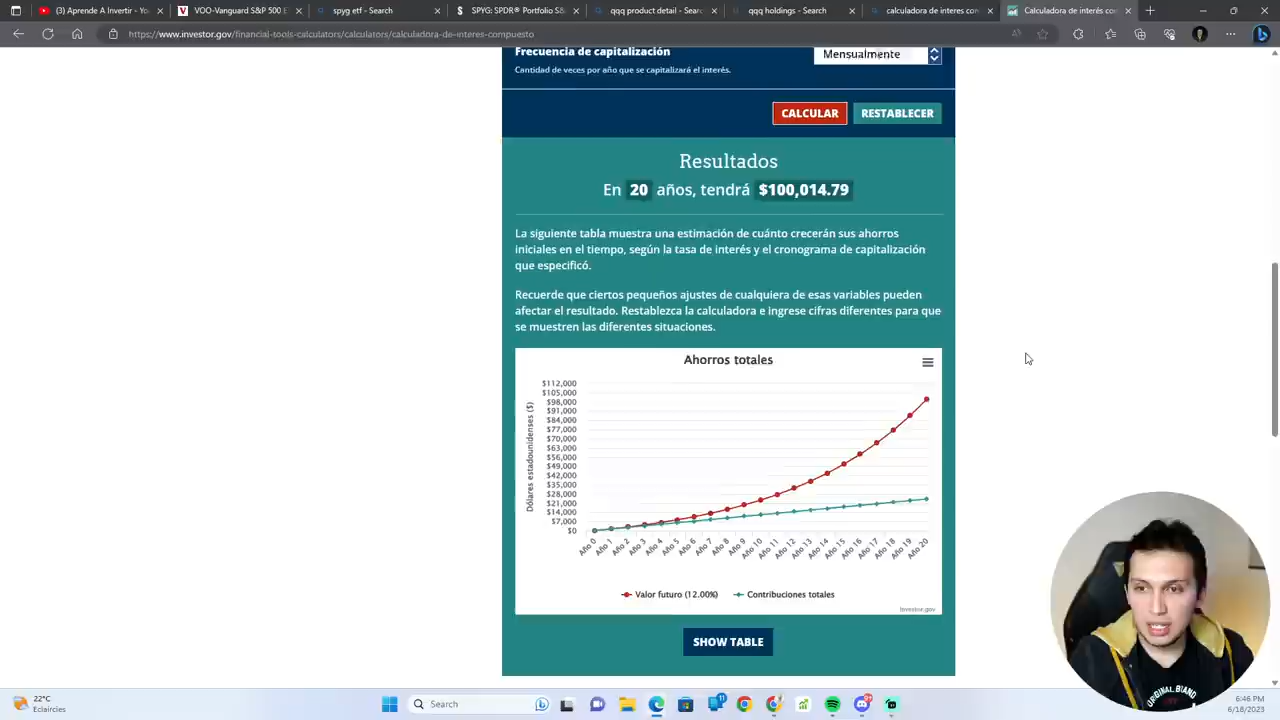 (3) Aprende A Invertir - YouT
VOO-Vanguard S&P 500 E
spyg etf - Search
SPYG: SPDR® Portfolio S&
qqq product detail - Sear
qqq holdings - Search
calculadora de interes con
Calculadora de interés co
https://www.investor.gov/financial-tools-calculators/calculators/calculadora-de-interes-compuesto
Frecuencia de capitalización
Mensualmente
Cantidad de veces por año que se capitalizará el interés.
CALCULAR
RESTABLECER
Resultados
En 20 años, tendrá $100,014.79
La siguiente tabla muestra una estimación de cuánto crecerán sus ahorros
iniciales en el tiempo, según la tasa de interés y el cronograma de capitalización
que especificó.
Recuerde que ciertos pequeños ajustes de cualquiera de esas variables pueden
afectar el resultado. Restablezca la calculadora e ingrese cifras diferentes para que
se muestren las diferentes situaciones.
Ahorros totales
Dólares estadounidenses ($)
$112,000
$105,000
$98,000
$91,000
$84,000
$77,000
$70,000
$63,000
$56,000
$49,000
$42,000
$35,000
$28,000
$21,000
$14,000
$7,000
$0
Año 0 Año 1 Año 2 Año 3 Año 4 Año 5 Año 6 Año 7 Año 8 Año 9 Año 10 Año 11 Año 12 Año 13 Año 14 Año 15 Año 16 Año 17 Año 18 Año 19 Año 20
Valor futuro (12.00%) Contribuciones totales
Investor.gov
SHOW TABLE
ORIGINAL BRAND
22°C
Eclaircies
Search
11
6:46 PM
6/18/2023